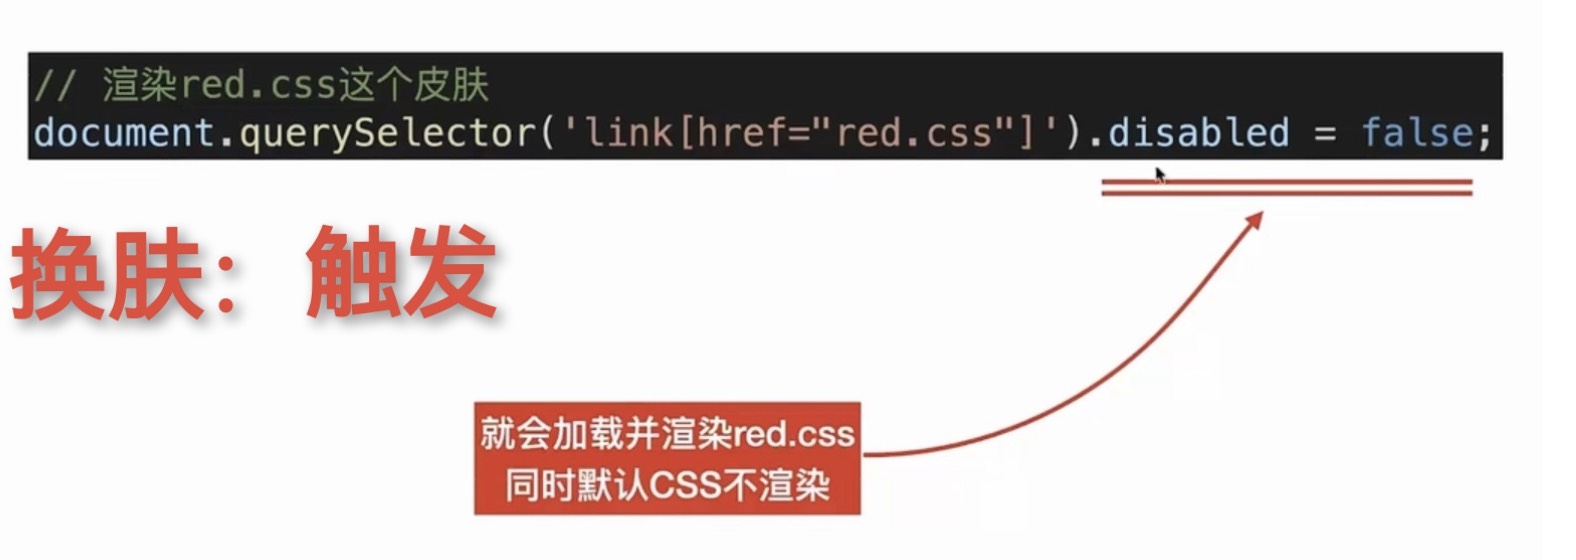 // 渲染red.css这个皮肤
document.querySelector('link[href="red.css"]').disabled = false;
换肤：触发
就会加载并渲染red.css
同时默认CSS不渲染